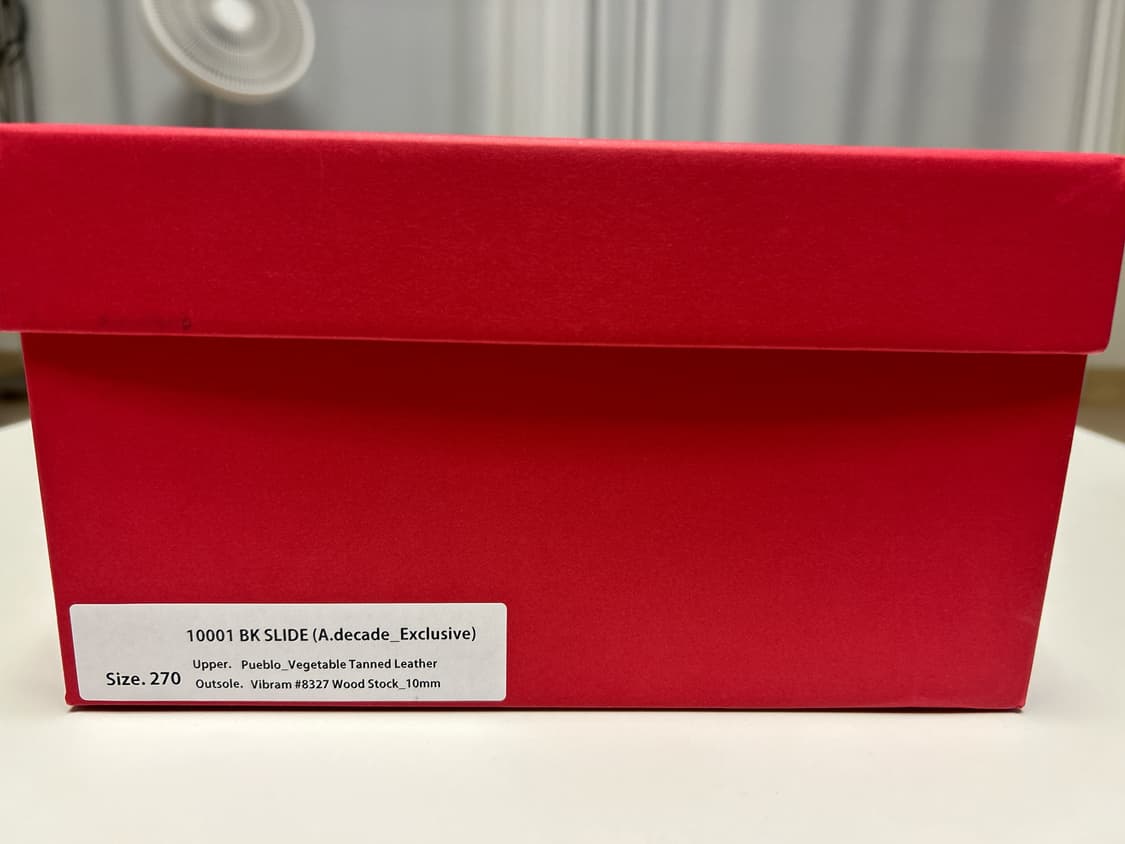 10001 BK SLIDE (A.decade_Exclusive)
Upper. Pueblo_Vegetable Tanned Leather
Size. 270
Outsole. Vibram #8327 Wood Stock_10mm